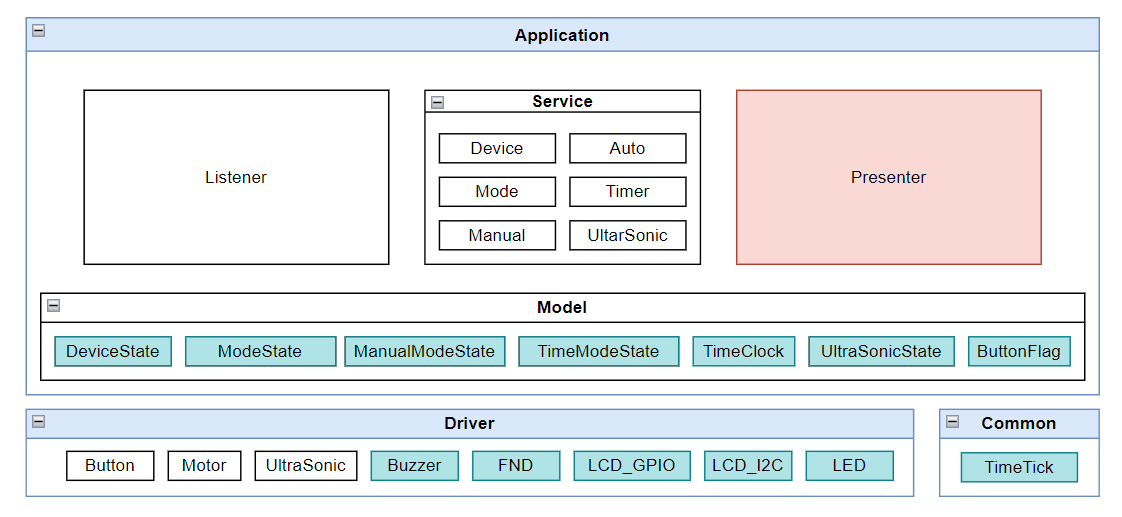 Application
Listener
Service
Device
Auto
Mode
Timer
Manual
UltarSonic
Presenter
Model
DeviceState
ModeState
ManualModeState
TimeModeState
TimeClock
UltraSonicState
ButtonFlag
Driver
Button
Motor
UltraSonic
Buzzer
FND
LCD_GPIO
LCD_I2C
LED
Common
TimeTick